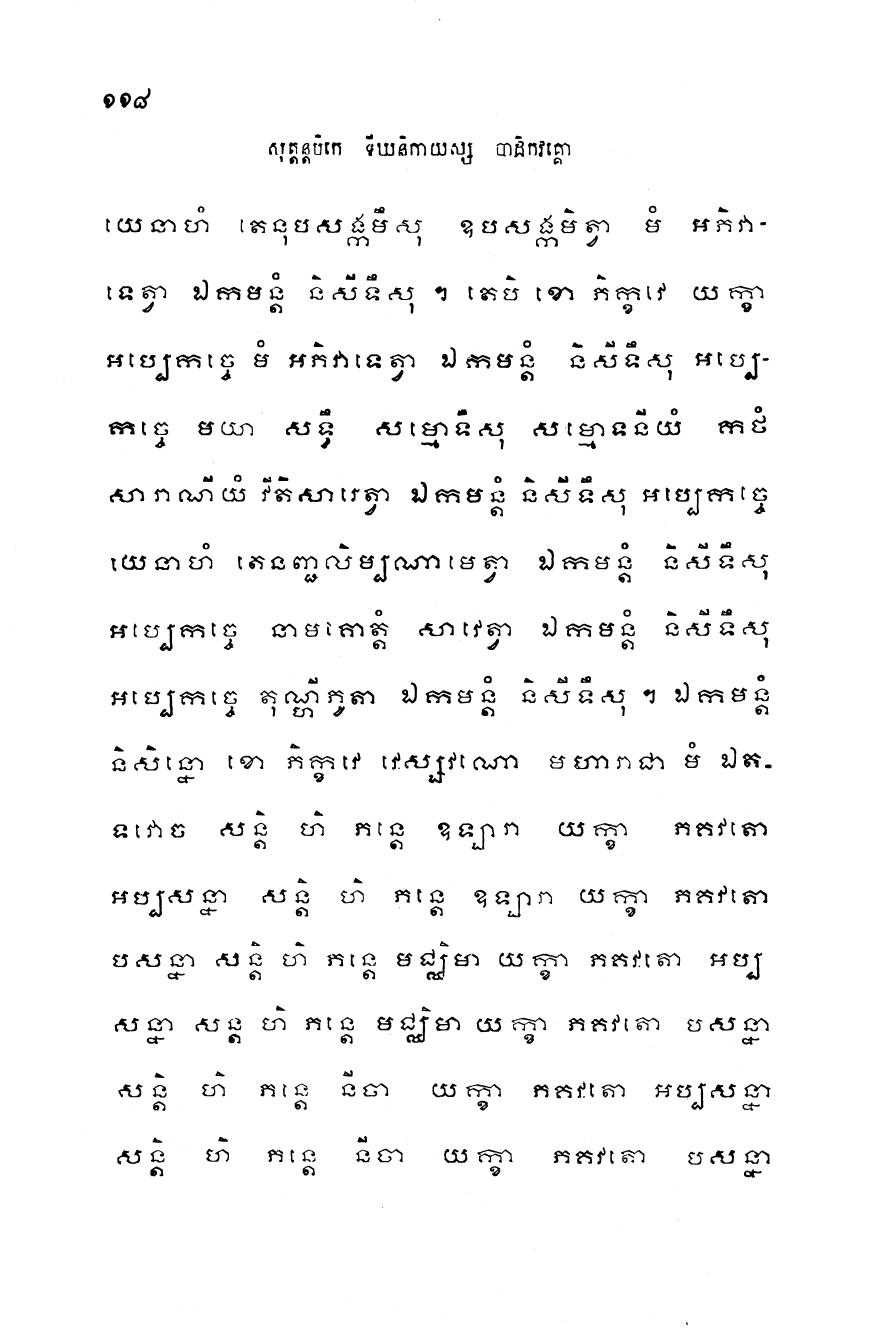 ១១៨
សុត្តន្តបិដកេ ទីឃនិកាយស្ស បាដិកវគ្គោ
យេនាហំ តេនុបសង្កមឹសុ ឧបសង្កមិត្វា មំ អភិវា-
ទេត្វា ឯកមន្តំ និសីទឹសុ ។ តេបិ ខោ ភិក្ខវេ យក្ខា
អប្បេកច្ចេ មំ អភិវាទេត្វា ឯកមន្តំ និសីទឹសុ អប្បេ-
កច្ចេ មយា សទ្ធឹ សម្មោទឹសុ សម្មោទនីយំ កថំ
សារាណីយំ វីតិសារេត្វា ឯកមន្តំ និសីទឹសុ អប្បេកច្ចេ
យេនាហំ តេនញ្ជលិម្បណាមេត្វា ឯកមន្តំ និសីទឹសុ
អប្បេកច្ចេ នាមគោត្តំ សាវេត្វា ឯកមន្តំ និសីទឹសុ
អប្បេកច្ចេ តុណ្ហីភូតា ឯកមន្តំ និសីទឹសុ ។ ឯកមន្តំ
និសិន្នោ ខោ ភិក្ខវេ វេស្សវណោ មហារាជា មំ ឯត-
ទវោច សន្តិ ហិ ភន្តេ ឧឡារា យក្ខា ភគវតោ
អប្បសន្នា សន្តិ ហិ ភន្តេ ឧឡារា យក្ខា ភគវតោ
បសន្នា សន្តិ ហិ ភន្តេ មជ្ឈិមា យក្ខា ភគវតោ អប្ប
សន្នា សន្ត ហិ ភន្តេ មជ្ឈិមា យក្ខា ភគវតោ បសន្នា
សន្តិ ហិ ភន្តេ នីចា យក្ខា ភគវតោ អប្បសន្នា
សន្តិ ហិ ភន្តេ នីចា យក្ខា ភគវតោ បសន្នា